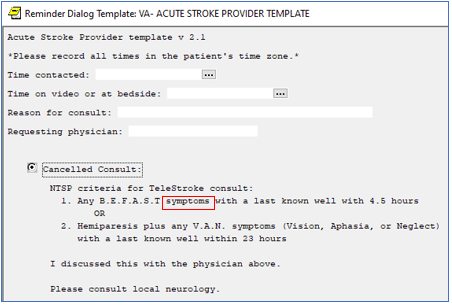 Reminder Dialog Template: VA- ACUTE STROKE PROVIDER TEMPLATE
Acute Stroke Provider template v 2.1
*Please record all times in the patient's time zone.*
Time contacted: ...
Time on video or at bedside: ...
Reason for consult:
Requesting physician:
Cancelled Consult:
NTSP criteria for TeleStroke consult:
1. Any B.E.F.A.S.T symptoms with a last known well with 4.5 hours
OR
2. Hemiparesis plus any V.A.N. symptoms (Vision, Aphasia, or Neglect)
with a last known well within 23 hours
I discussed this with the physician above.
Please consult local neurology.